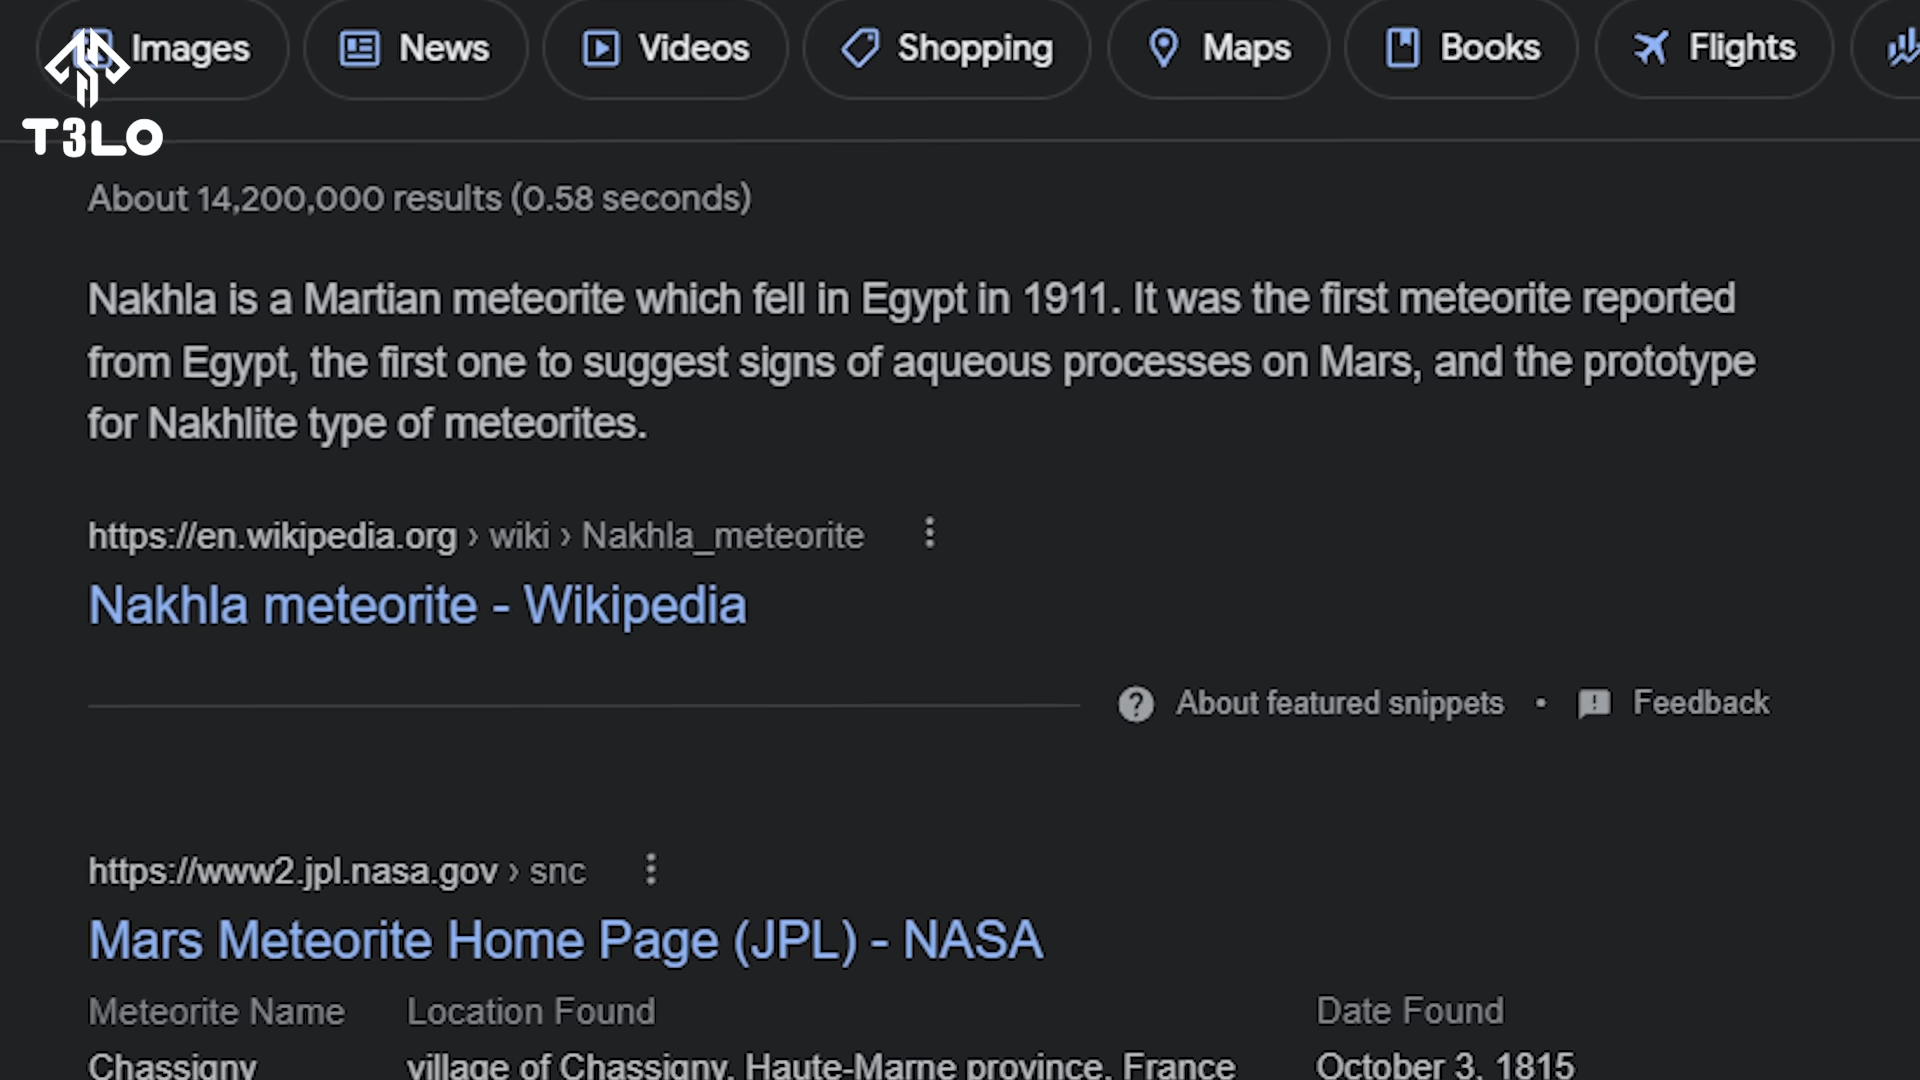 Images News Videos Shopping Maps Books Flights
T3LO
About 14,200,000 results (0.58 seconds)
Nakhla is a Martian meteorite which fell in Egypt in 1911. It was the first meteorite reported
from Egypt, the first one to suggest signs of aqueous processes on Mars, and the prototype
for Nakhlite type of meteorites.
https://en.wikipedia.org › wiki › Nakhla_meteorite
Nakhla meteorite - Wikipedia
About featured snippets • Feedback
https://www2.jpl.nasa.gov › snc
Mars Meteorite Home Page (JPL) - NASA
Meteorite Name Location Found Date Found
Chassigny village of Chassigny, Haute-Marne province, France October 3, 1815